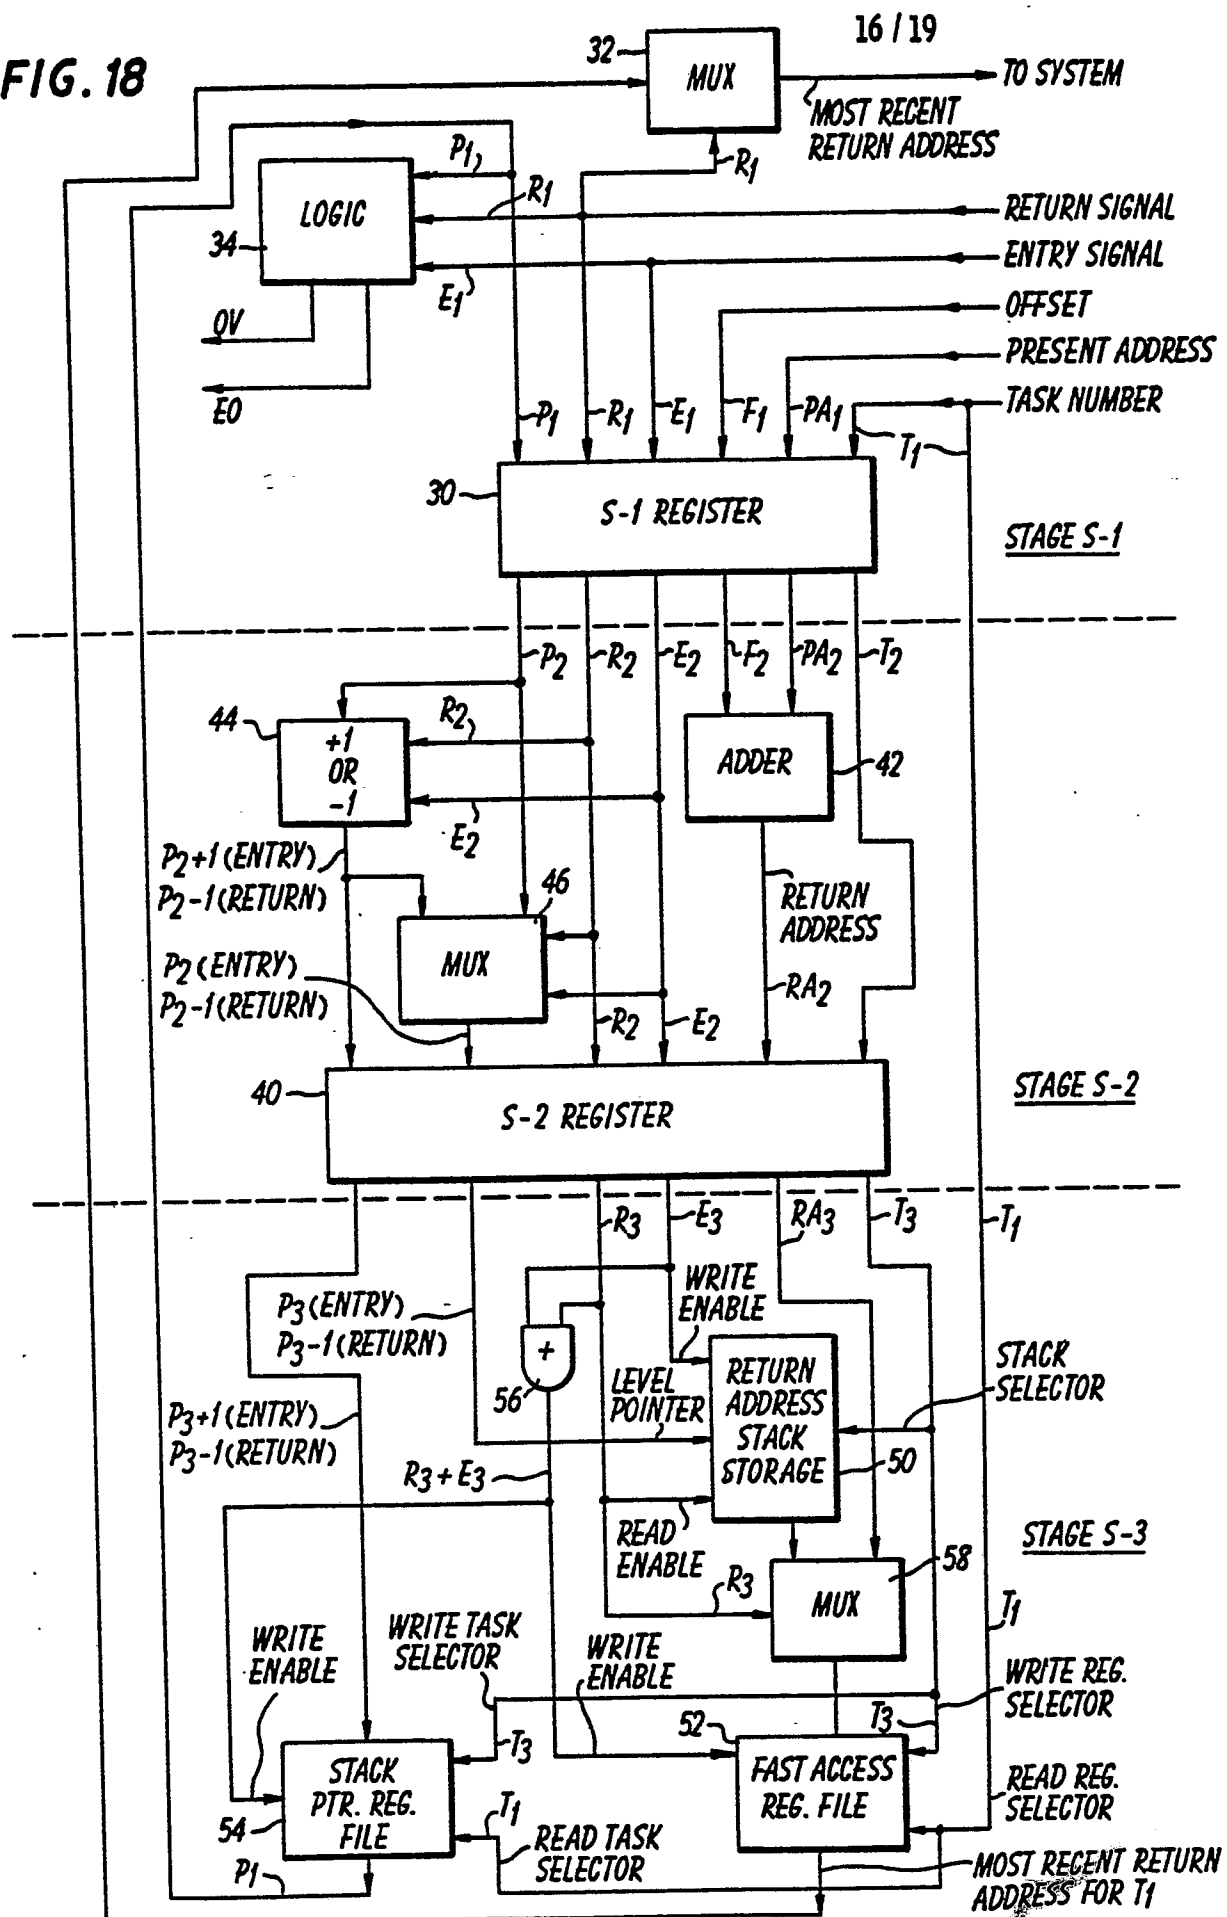 16/19
FIG. 18
32
MUX
TO SYSTEM
MOST RECENT
RETURN ADDRESS
P1
R1
R1
LOGIC
34
RETURN SIGNAL
ENTRY SIGNAL
E1
OFFSET
OV
PRESENT ADDRESS
EO
TASK NUMBER
P1
R1
E1
F1
PA1
T1
30
S-1 REGISTER
STAGE S-1
P2
R2
E2
F2
PA2
T2
44
+1
OR
-1
R2
E2
ADDER
42
P2+1 (ENTRY)
P2-1 (RETURN)
46
MUX
RETURN
ADDRESS
P2 (ENTRY)
P2-1 (RETURN)
R2
E2
RA2
40
S-2 REGISTER
STAGE S-2
R3
E3
RA3
T3
T1
P3 (ENTRY)
P3-1 (RETURN)
+
56
WRITE
ENABLE
LEVEL
POINTER
RETURN
ADDRESS
STACK
STORAGE
50
STACK
SELECTOR
P3+1 (ENTRY)
P3-1 (RETURN)
R3+E3
READ
ENABLE
STAGE S-3
58
MUX
R3
T1
WRITE
ENABLE
WRITE TASK
SELECTOR
WRITE
ENABLE
WRITE REG.
SELECTOR
T3
T3
52
FAST ACCESS
REG. FILE
STACK
PTR. REG.
FILE
54
T1
READ TASK
SELECTOR
READ REG.
SELECTOR
P1
MOST RECENT RETURN
ADDRESS FOR T1